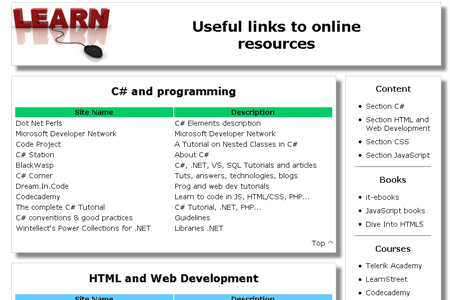 LEARN
Useful links to online
resources
C# and programming
Site Name Description
Dot Net Perls C# Elements description
Microsoft Developer Network Microsoft Developer Network
Code Project A Tutorial on Nested Classes in C#
C# Station About C#
BlackWasp C#, .NET, VS, SQL Tutorials and articles
C# Corner Tuts, answers, technologies, blogs
Dream.In.Code Prog and web dev tutorials
Codecademy Learn to code in JS, HTML/CSS, PHP...
The complete C# Tutorial C# Tutorial, .NET, PHP...
C# conventions & good practices Guidelines
Wintellect's Power Collections for .NET Libraries .NET
Top ^
HTML and Web Development
Site Name Description
Content
Section C#
Section HTML and
Web Development
Section CSS
Section JavaScript
Books
it-ebooks
JavaScript books
Dive Into HTML5
Courses
Telerik Academy
LearnStreet
Codecademy